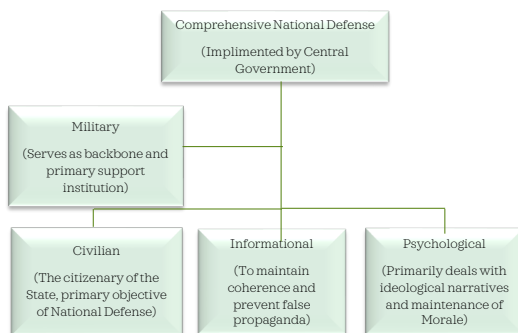 Comprehensive National Defense
(Implimented by Central
Government)
Military
(Serves as backbone and
primary support
institution)
Civilian
(The citizenary of the
State, primary objective
of National Defense)
Informational
(To maintain
coherence and
prevent false
propaganda)
Psychological
(Primarily deals with
ideological narratives
and maintenance of
Morale)